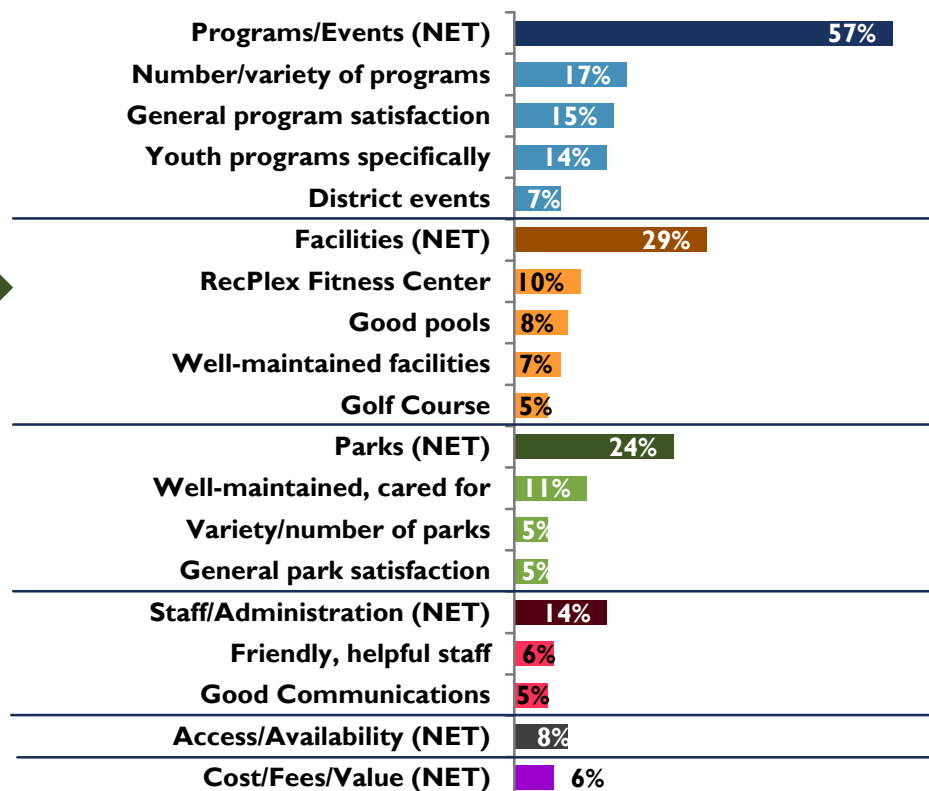 Programs/Events (NET) 57%
Number/variety of programs 17%
General program satisfaction 15%
Youth programs specifically 14%
District events 7%
Facilities (NET) 29%
RecPlex Fitness Center 10%
Good pools 8%
Well-maintained facilities 7%
Golf Course 5%
Parks (NET) 24%
Well-maintained, cared for 11%
Variety/number of parks 5%
General park satisfaction 5%
Staff/Administration (NET) 14%
Friendly, helpful staff 6%
Good Communications 5%
Access/Availability (NET) 8%
Cost/Fees/Value (NET) 6%